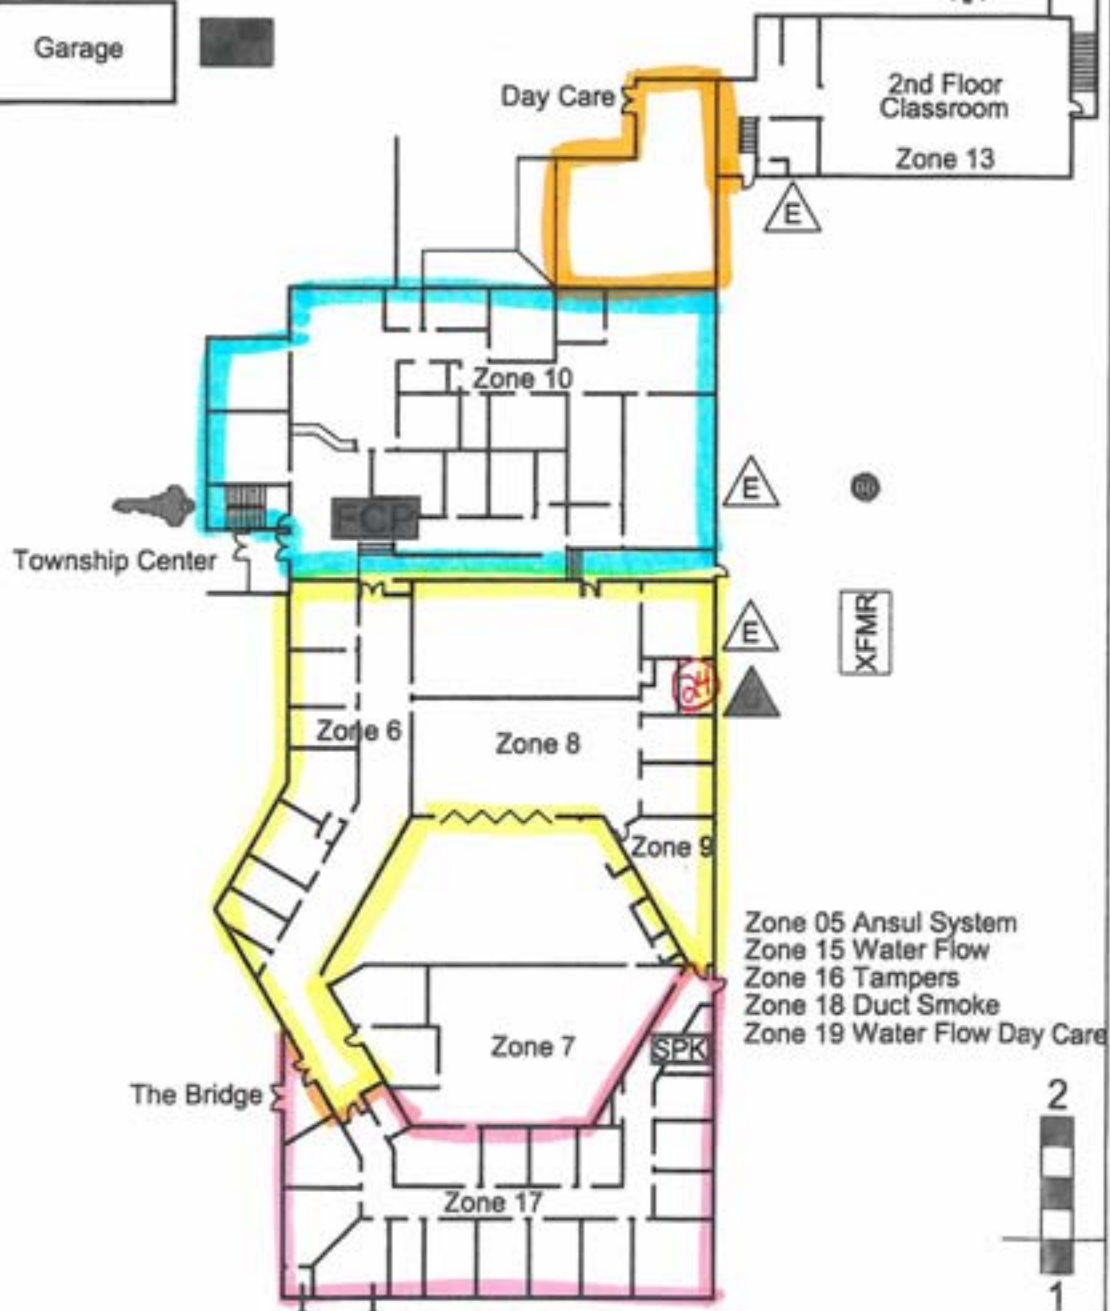 Garage
Day Care
2nd Floor
Classroom
Zone 13
E
Zone 10
E
FCP
Township Center
E
XFMR
24
Zone 6
Zone 8
Zone 9
Zone 05 Ansul System
Zone 15 Water Flow
Zone 16 Tampers
Zone 18 Duct Smoke
Zone 19 Water Flow Day Care
Zone 7
SPK
The Bridge
2
Zone 17
1